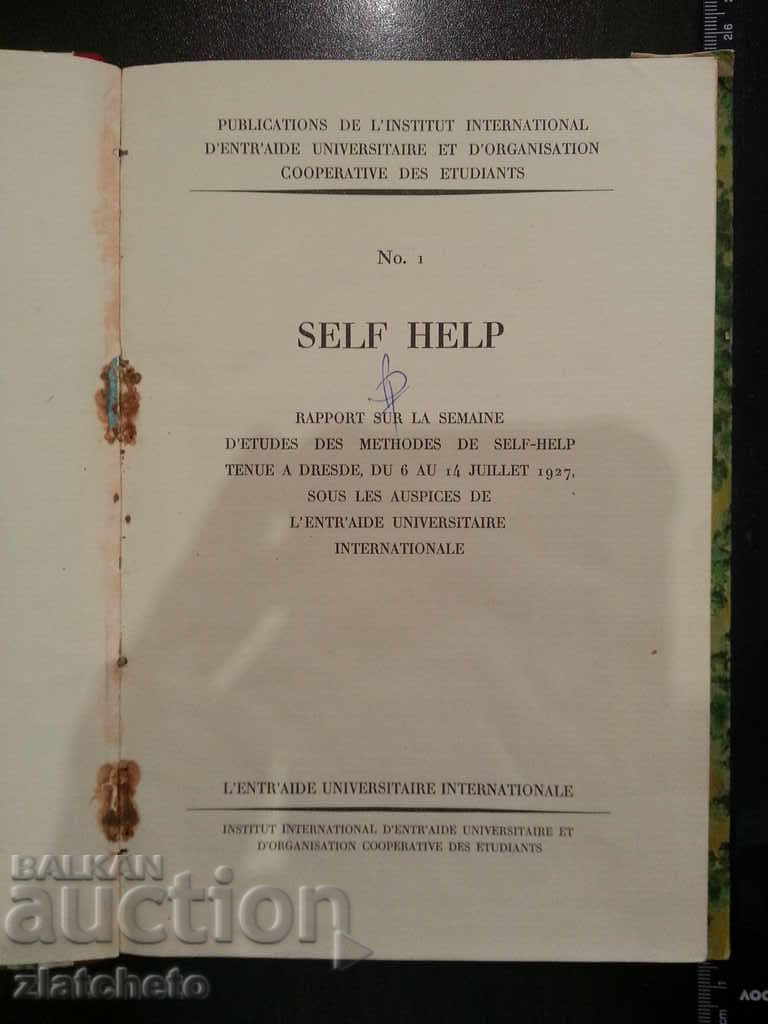 PUBLICATIONS DE L'INSTITUT INTERNATIONAL
D'ENTR'AIDE UNIVERSITAIRE ET D'ORGANISATION
COOPERATIVE DES ETUDIANTS
No. 1
SELF HELP
RAPPORT SUR LA SEMAINE
D'ETUDES DES METHODES DE SELF-HELP
TENUE A DRESDE, DU 6 AU 14 JUILLET 1927,
SOUS LES AUSPICES DE
L'ENTR'AIDE UNIVERSITAIRE
INTERNATIONALE
L'ENTR'AIDE UNIVERSITAIRE INTERNATIONALE
INSTITUT INTERNATIONAL D'ENTR'AIDE UNIVERSITAIRE ET
D'ORGANISATION COOPERATIVE DES ETUDIANTS
BALKAN
auction
zlatcheto
26
1
cm